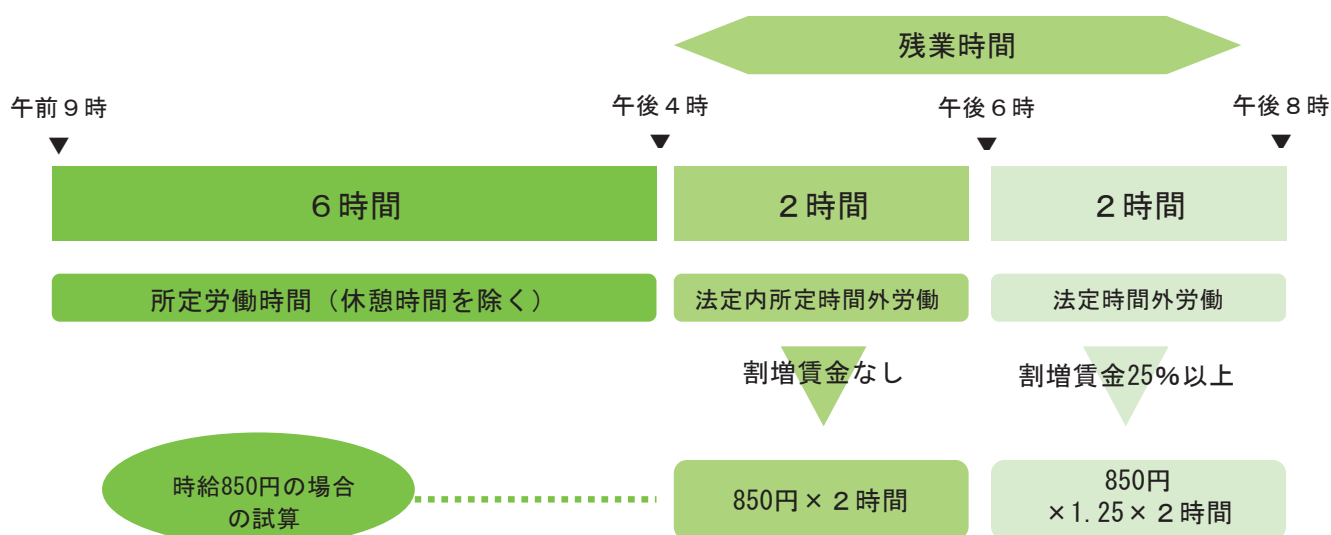 残業時間
午前９時
午後４時
午後６時
午後８時
６時間
２時間
２時間
所定労働時間（休憩時間を除く）
法定内所定時間外労働
法定時間外労働
割増賃金なし
割増賃金25%以上
時給850円の場合
の試算
850円×２時間
850円
×1.25×２時間